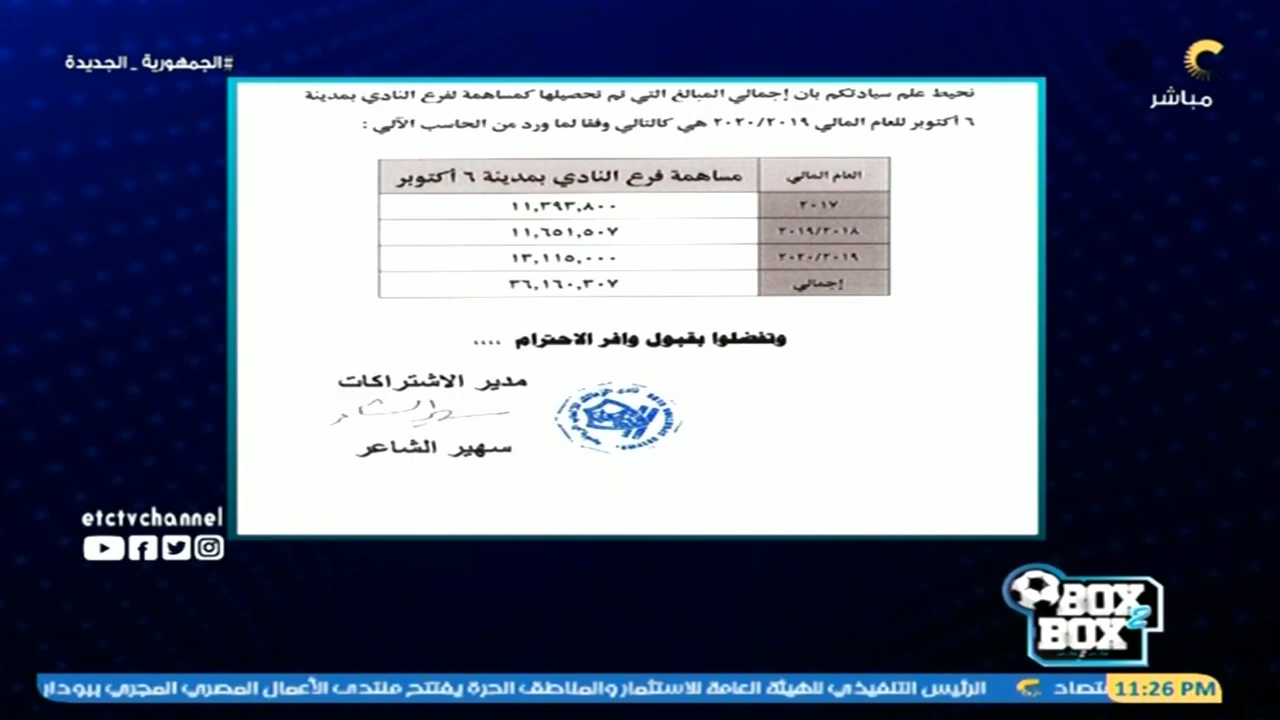 #الجمهورية_الجديدة
مباشر
نحيط علم سيادتكم بان إجمالي المبالغ التي تم تحصيلها كمساهمة لفرع النادي بمدينة
٦ أكتوبر للعام المالي ٢٠٢٠/٢٠١٩ هي كالتالي وفقا لما ورد من الحاسب الآلي :
العام المالي مساهمة فرع النادي بمدينة ٦ أكتوبر
٢٠١٧ ١١,٣٩٣,٨٠٠
٢٠١٩/٢٠١٨ ١١,٦٥١,٥٠٧
٢٠٢٠/٢٠١٩ ١٣,١١٥,٠٠٠
إجمالي ٣٦,١٦٠,٣٠٧
وتفضلوا بقبول وافر الاحترام ....
مدير الاشتراكات
سهير الشاعر
سهير الشاعر
etctvchannel
BOX 2
BOX
11:26 PM
الرئيس التنفيذي للهيئة العامة للاستثمار والمناطق الحرة يفتتح منتدى الأعمال المصري المجري ببودا